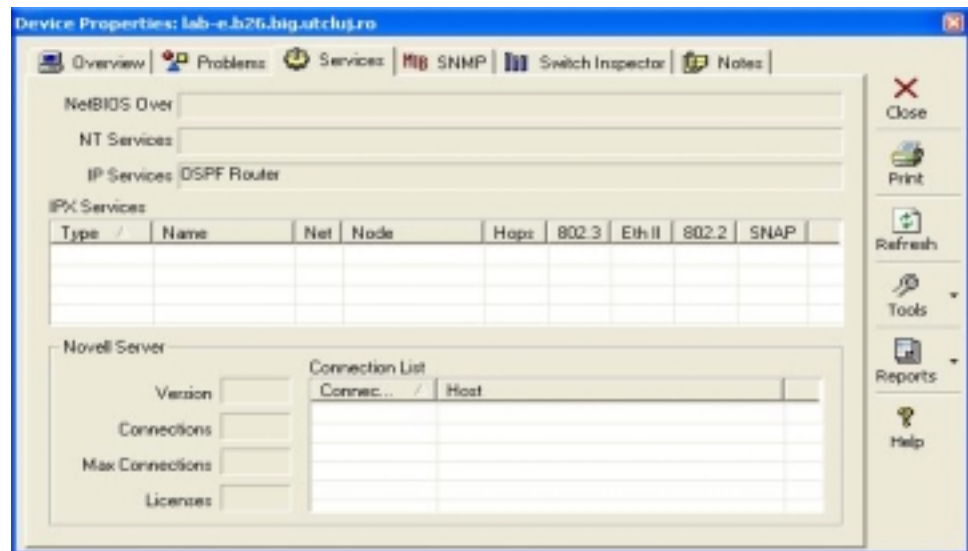 Device Properties: lab-e.b26.big.utcluj.ro
Overview Problems Services MIB SNMP Switch Inspector Notes
NetBIOS Over
NT Services
IP Services OSPF Router
IPX Services
Type Name Net Node Hops 802.3 Eth II 802.2 SNAP
Novell Server
Version
Connections
Max Connections
Licenses
Connection List
Connec... Host
Close
Print
Refresh
Tools
Reports
Help